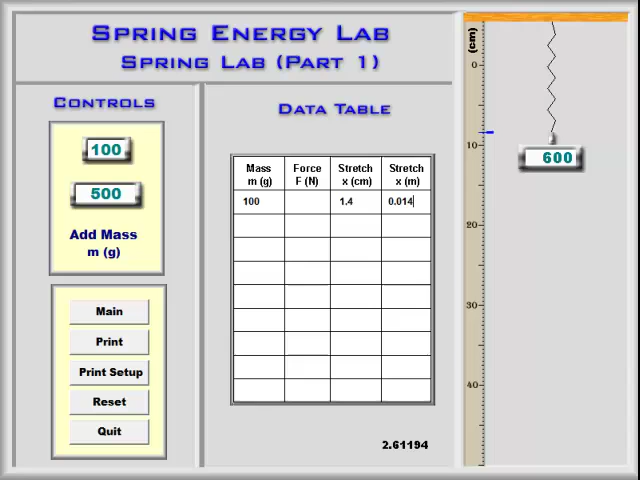 Spring Energy Lab
Spring Lab (Part 1)
Controls
100
500
Add Mass
m (g)
Main
Print
Print Setup
Reset
Quit
Data Table
Mass m (g) Force F (N) Stretch x (cm) Stretch x (m)
100 1.4 0.014
2.61194
(cm)
0
10
20
30
40
600